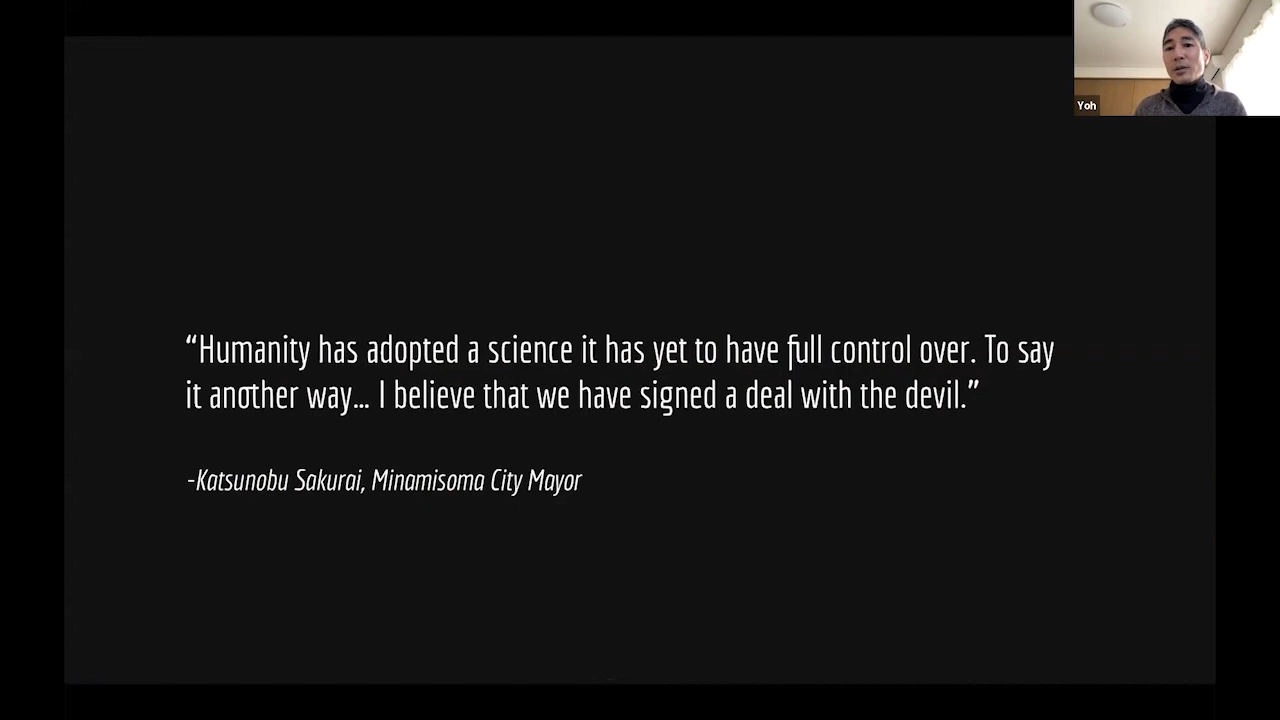 Yoh
“Humanity has adopted a science it has yet to have full control over. To say
it another way... I believe that we have signed a deal with the devil.”
-Katsunobu Sakurai, Minamisoma City Mayor